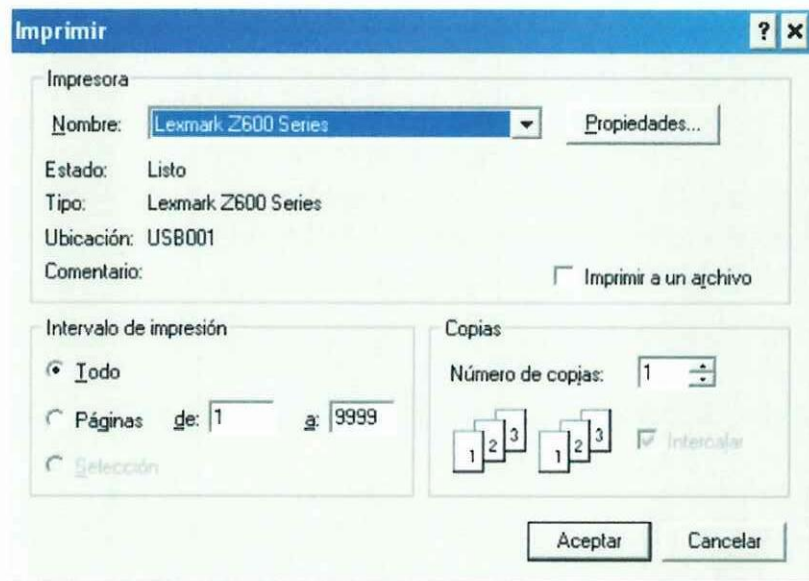 Imprimir
? ×
Impresora
Nombre: Lexmark Z600 Series Propiedades...
Estado: Listo
Tipo: Lexmark Z600 Series
Ubicación: USB001
Comentario: Imprimir a un archivo
Intervalo de impresión
Todo
Páginas de: 1 a: 9999
Selección
Copias
Número de copias: 1
1 2 3 1 2 3 Intercalar
Aceptar Cancelar